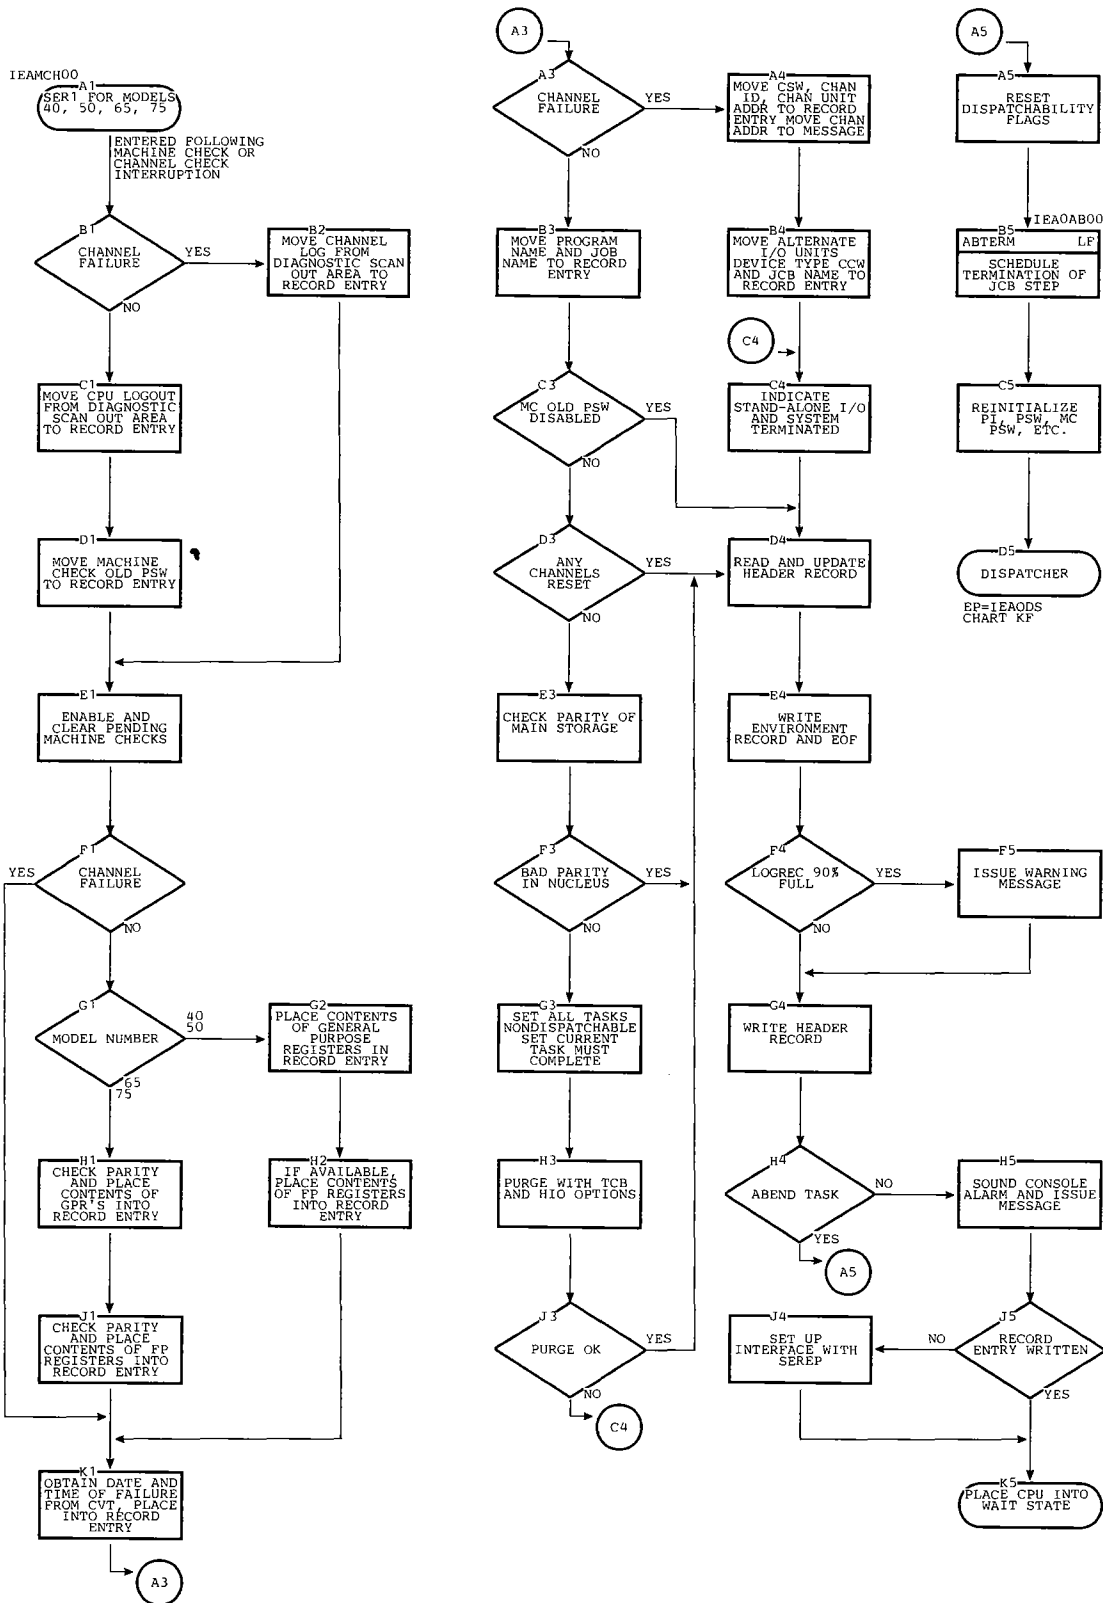 IEAMCH00
A1
SER1 FOR MODELS
40, 50, 65, 75
ENTERED FOLLOWING
MACHINE CHECK OR
CHANNEL CHECK
INTERRUPTION
B1
CHANNEL
FAILURE
YES
NO
B2
MOVE CHANNEL
LOG FROM
DIAGNOSTIC SCAN
OUT AREA TO
RECORD ENTRY
C1
MOVE CPU LOGOUT
FROM DIAGNOSTIC
SCAN OUT AREA
TO RECORD ENTRY
D1
MOVE MACHINE
CHECK OLD PSW
TO RECORD ENTRY
E1
ENABLE AND
CLEAR PENDING
MACHINE CHECKS
F1
YES
CHANNEL
FAILURE
NO
G1
MODEL NUMBER
40
50
65
75
G2
PLACE CONTENTS
OF GENERAL
PURPOSE
REGISTERS IN
RECORD ENTRY
H1
CHECK PARITY
AND PLACE
CONTENTS OF
GPR'S INTO
RECORD ENTRY
H2
IF AVAILABLE,
PLACE CONTENTS
OF FP REGISTERS
INTO RECORD
ENTRY
J1
CHECK PARITY
AND PLACE
CONTENTS OF FP
REGISTERS INTO
RECORD ENTRY
K1
OBTAIN DATE AND
TIME OF FAILURE
FROM CVT, PLACE
INTO RECORD
ENTRY
A3
A3
A3
CHANNEL
FAILURE
YES
NO
A4
MOVE CSW, CHAN
ID, CHAN UNIT
ADDR TO RECORD
ENTRY MOVE CHAN
ADDR TO MESSAGE
B3
MOVE PROGRAM
NAME AND JOB
NAME TO RECORD
ENTRY
B4
MOVE ALTERNATE
I/O UNITS
DEVICE TYPE CCW
AND JCB NAME TO
RECORD ENTRY
C4
C3
MC OLD PSW
DISABLED
YES
NO
C4
INDICATE
STAND-ALONE I/O
AND SYSTEM
TERMINATED
D3
ANY
CHANNELS
RESET
YES
NO
D4
READ AND UPDATE
HEADER RECORD
E3
CHECK PARITY OF
MAIN STORAGE
E4
WRITE
ENVIRONMENT
RECORD AND EOF
F3
BAD PARITY
IN NUCLEUS
YES
NO
F4
LOGREC 90%
FULL
YES
NO
F5
ISSUE WARNING
MESSAGE
G3
SET ALL TASKS
NONDISPATCHABLE
SET CURRENT
TASK MUST
COMPLETE
G4
WRITE HEADER
RECORD
H3
PURGE WITH TCB
AND HIO OPTIONS
H4
ABEND TASK
NO
YES
A5
H5
SOUND CONSOLE
ALARM AND ISSUE
MESSAGE
J3
PURGE OK
YES
NO
C4
J4
SET UP
INTERFACE WITH
SEREP
J5
NO
RECORD
ENTRY WRITTEN
YES
K5
PLACE CPU INTO
WAIT STATE
A5
A5
RESET
DISPATCHABILITY
FLAGS
IEA0AB00
B5
ABTERM LF
SCHEDULE
TERMINATION OF
JCB STEP
C5
REINITIALIZE
PI, PSW, MC
PSW, ETC.
D5
DISPATCHER
EP=IEAODS
CHART KF